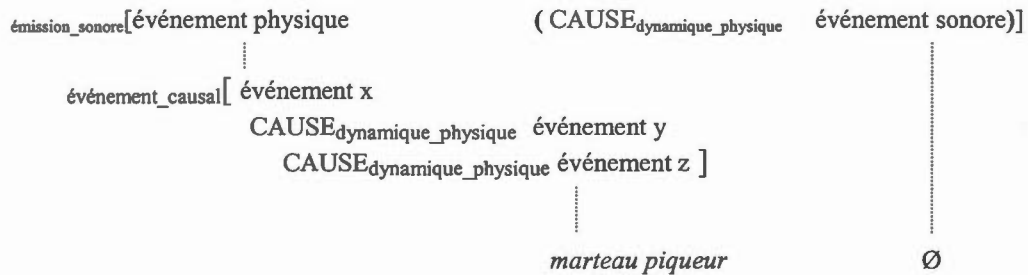 émission_sonore[événement physique ( CAUSEdynamique_physique événement sonore)]
événement_causal[ événement x
CAUSEdynamique_physique événement y
CAUSEdynamique_physique événement z ]
marteau piqueur Ø